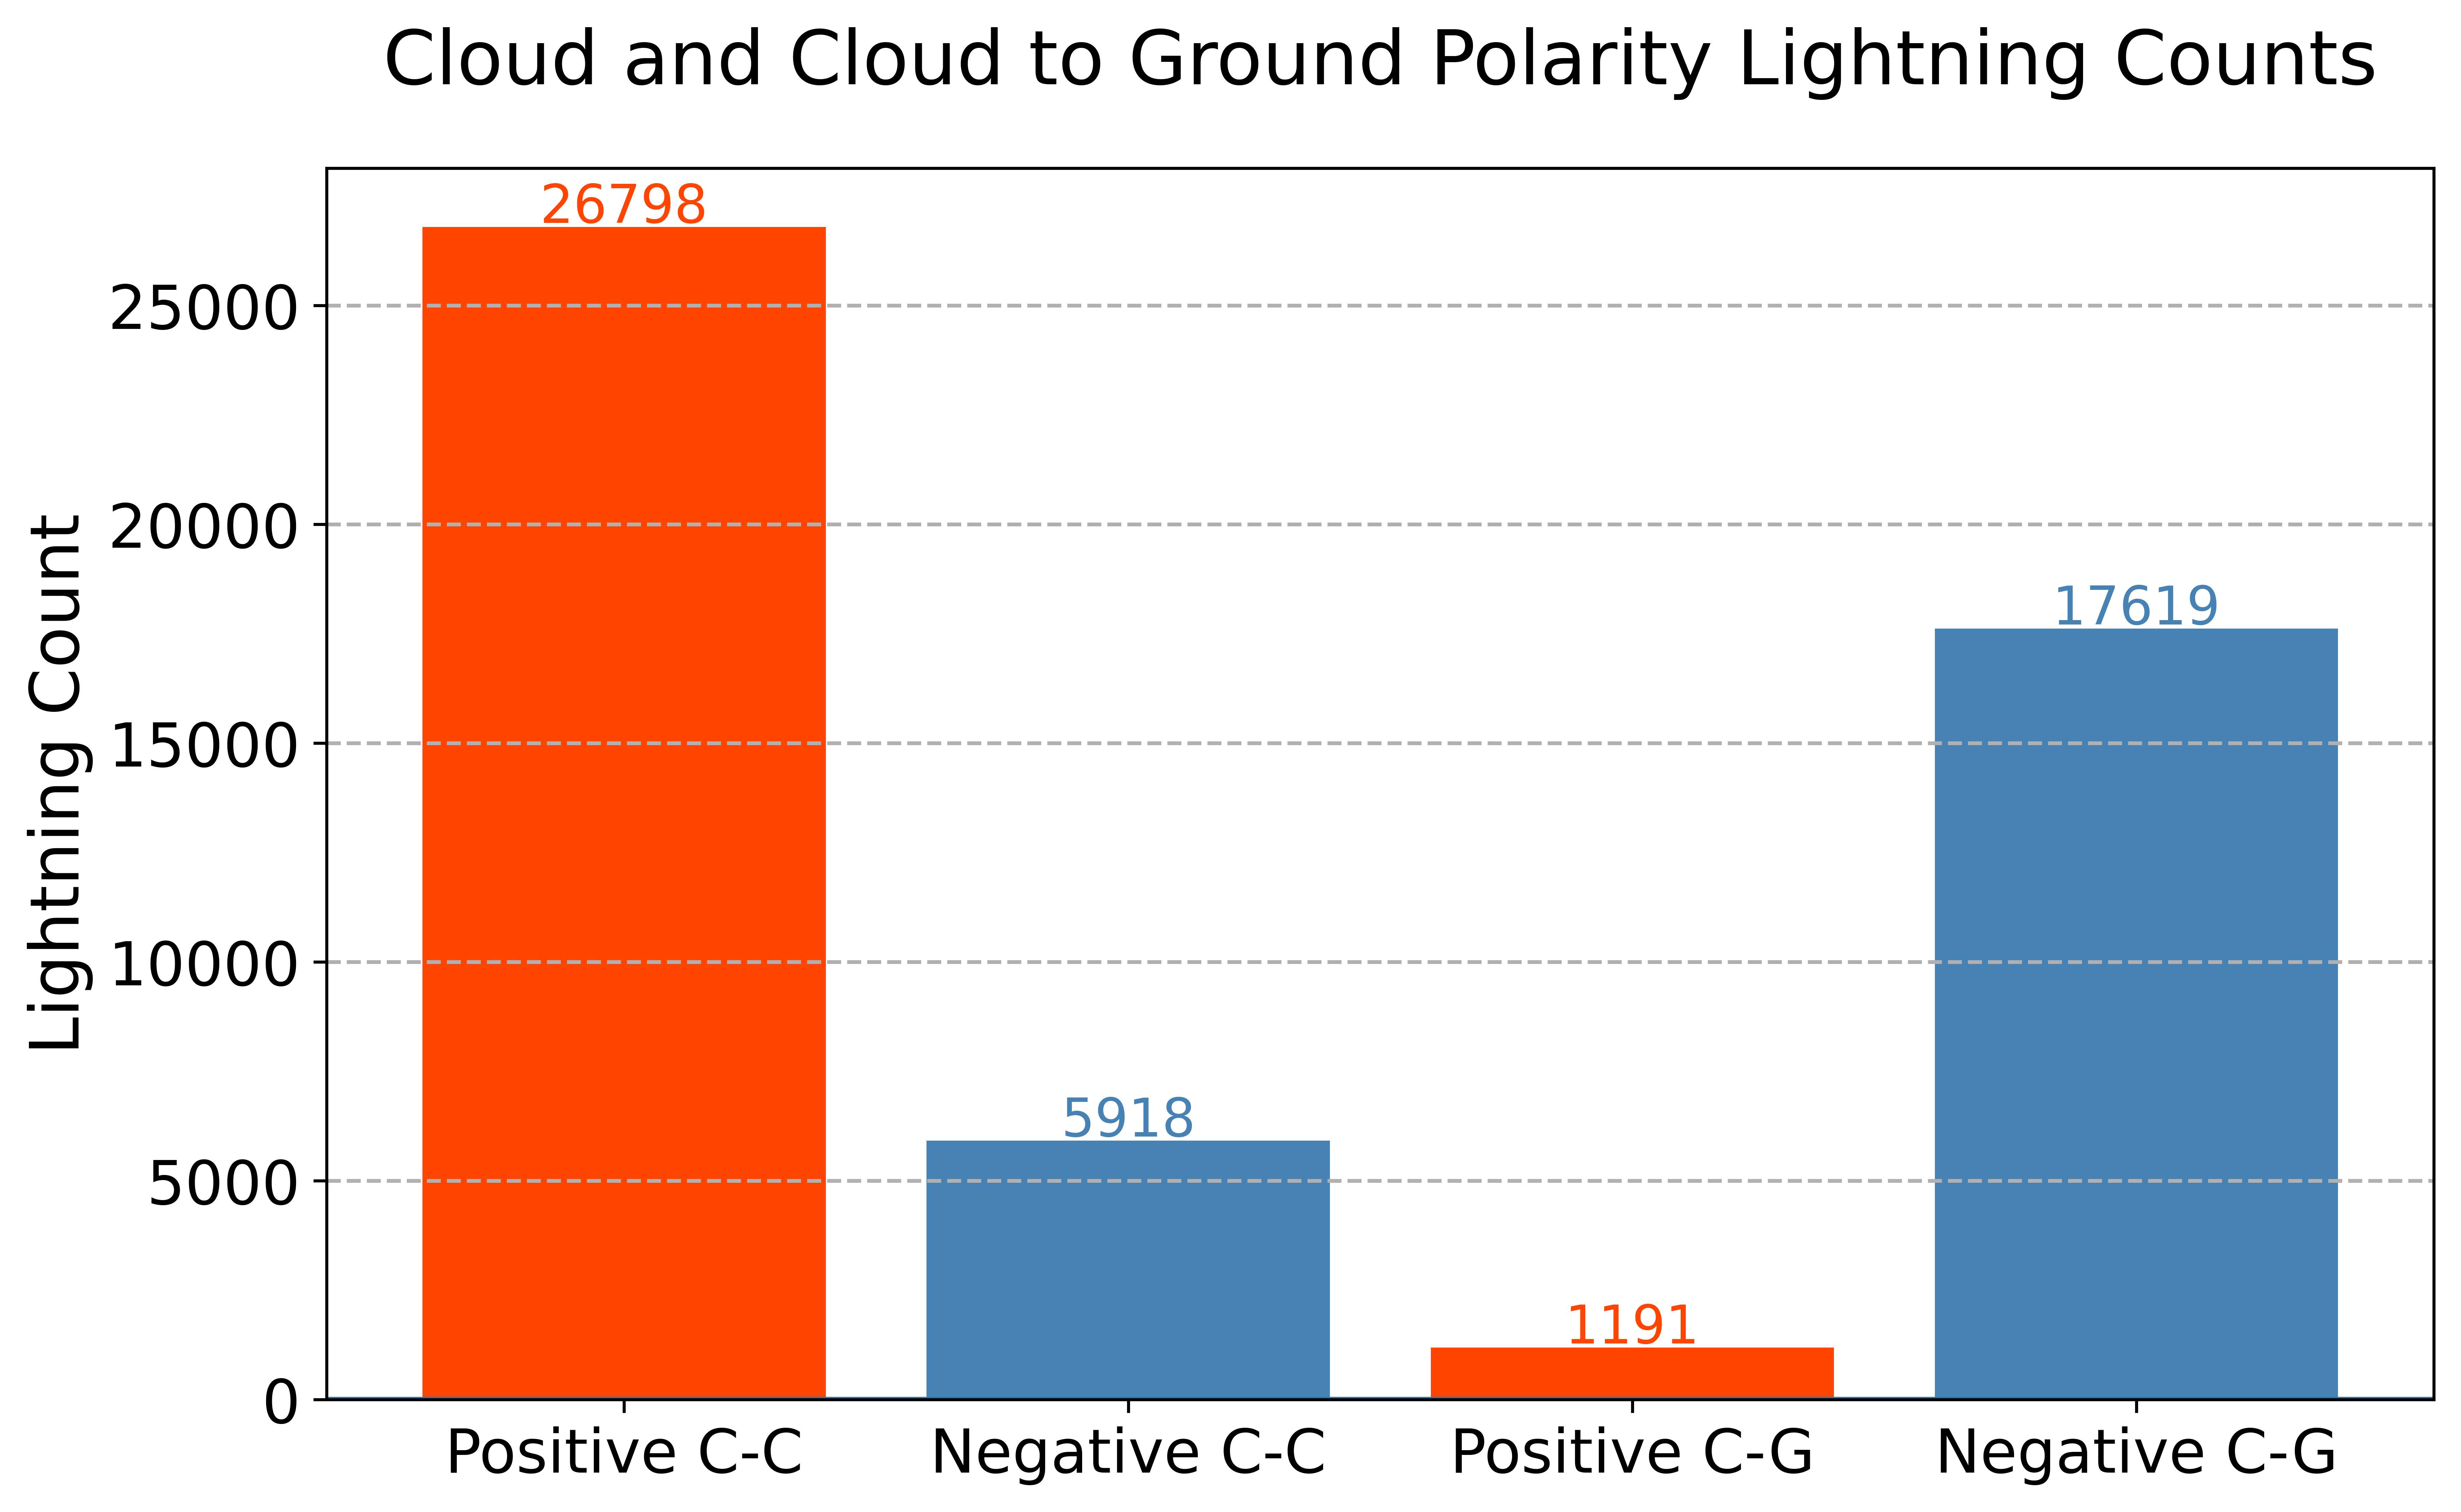 Cloud and Cloud to Ground Polarity Lightning Counts
26798
25000
20000
17619
15000
10000
5918
5000
1191
0
Lightning Count
Positive C-C
Negative C-C
Positive C-G
Negative C-G